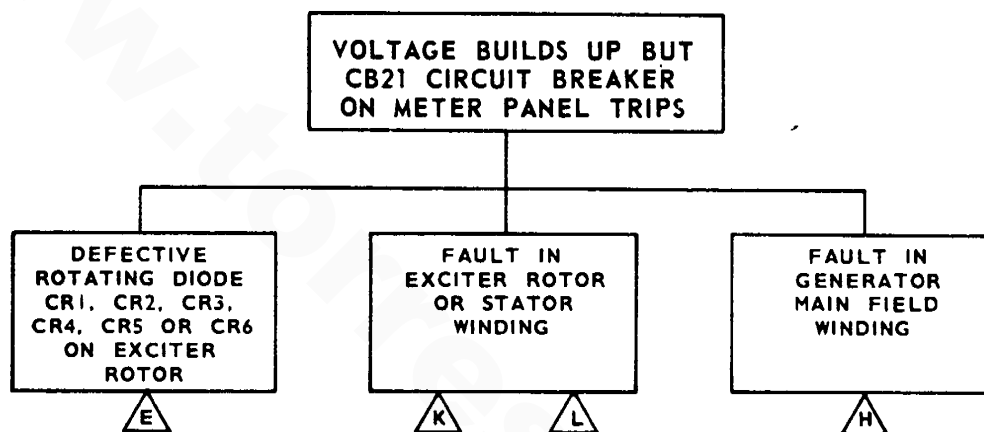 VOLTAGE BUILDS UP BUT
CB21 CIRCUIT BREAKER
ON METER PANEL TRIPS
DEFECTIVE
ROTATING DIODE
CR1, CR2, CR3,
CR4, CR5 OR CR6
ON EXCITER
ROTOR
E
FAULT IN
EXCITER ROTOR
OR STATOR
WINDING
K
L
FAULT IN
GENERATOR
MAIN FIELD
WINDING
H
w.torre